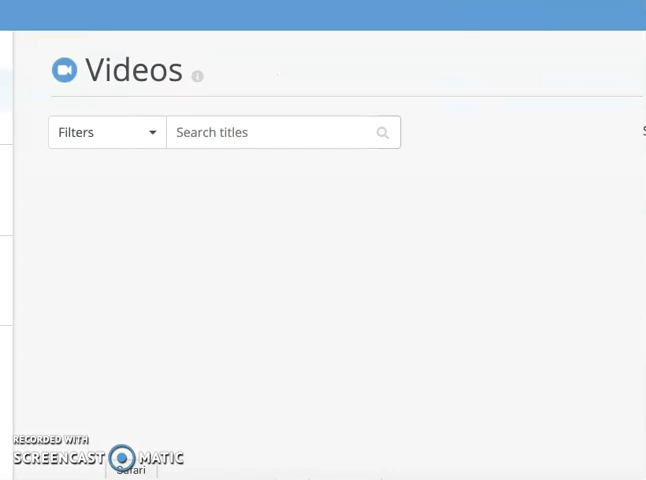 Videos
Filters
Search titles
RECORDED WITH
SCREENCAST MATIC
Safari